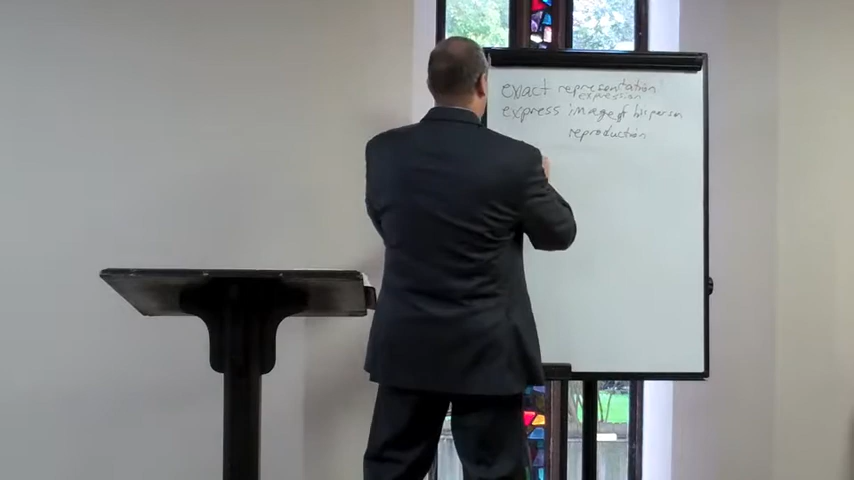 exact representation
expression
express image of his person
reproduction